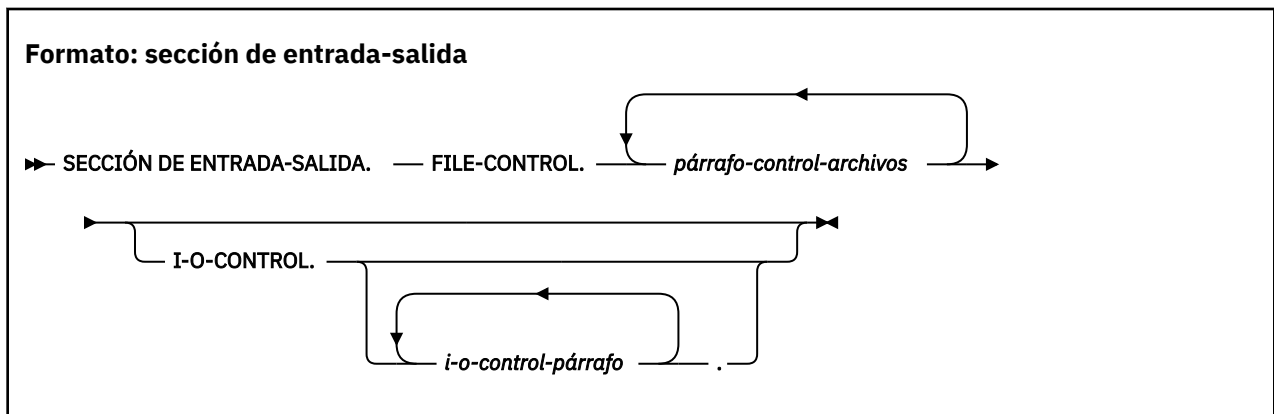 Formato: sección de entrada-salida
SECCIÓN DE ENTRADA-SALIDA. FILE-CONTROL. párrafo-control-archivos
I-O-CONTROL.
i-o-control-párrafo .